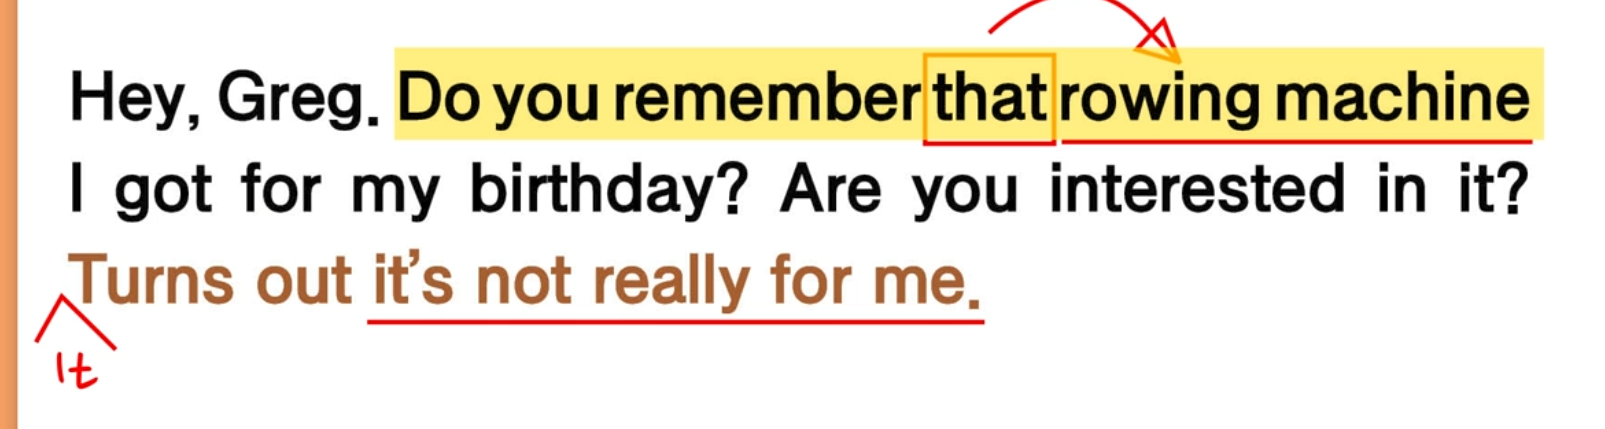 Hey, Greg. Do you remember that rowing machine
I got for my birthday? Are you interested in it?
Turns out it's not really for me.
It